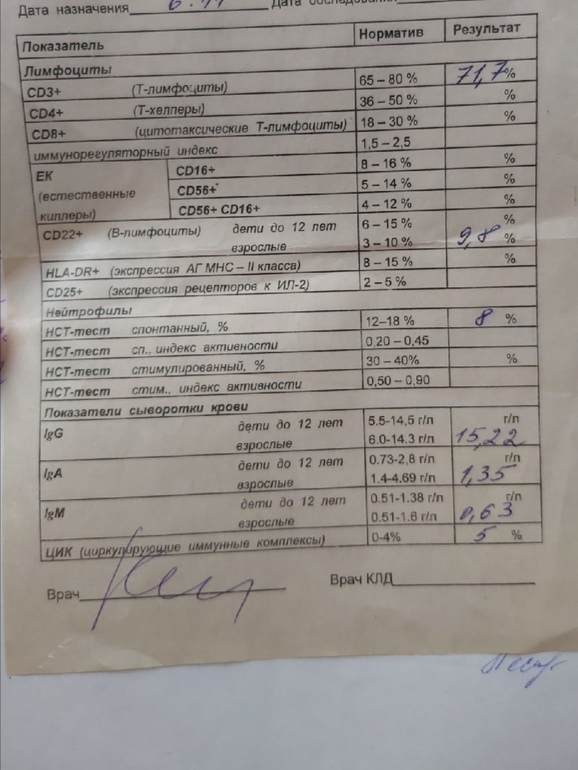 Дата назначения
Показатель Норматив Результат
Лимфоциты
CD3+ (Т-лимфоциты) 65 – 80 % 71,7%
CD4+ (Т-хелперы) 36 – 50 % %
CD8+ (цитотаксические Т-лимфоциты) 18 – 30 % %
иммунорегуляторный индекс 1,5 – 2,5
ЕК (естественные киллеры) CD16+ 8 – 16 % %
CD56+ 5 – 14 % %
CD56+ CD16+ 4 – 12 % %
CD22+ (В-лимфоциты) дети до 12 лет 6 – 15 % %
взрослые 3 – 10 % 9,8 %
HLA-DR+ (экспрессия АГ МНС – II класса) 8 – 15 % %
CD25+ (экспрессия рецепторов к ИЛ-2) 2 – 5 %
Нейтрофилы
НСТ-тест спонтанный, % 12–18 % 8 %
НСТ-тест сп., индекс активности 0,20 – 0,45
НСТ-тест стимулированный, % 30 – 40% %
НСТ-тест стим., индекс активности 0,50 – 0,90
Показатели сыворотки крови
IgG дети до 12 лет 5.5-14,5 г/л г/л
взрослые 6.0-14.3 г/л 15,22
IgA дети до 12 лет 0.73-2,8 г/л г/л
взрослые 1.4-4.69 г/л 1,35
IgM дети до 12 лет 0.51-1.38 г/л г/л
взрослые 0.51-1.6 г/л 0,63
ЦИК (циркулирующие иммунные комплексы) 0-4% 5 %
Врач Врач КЛД